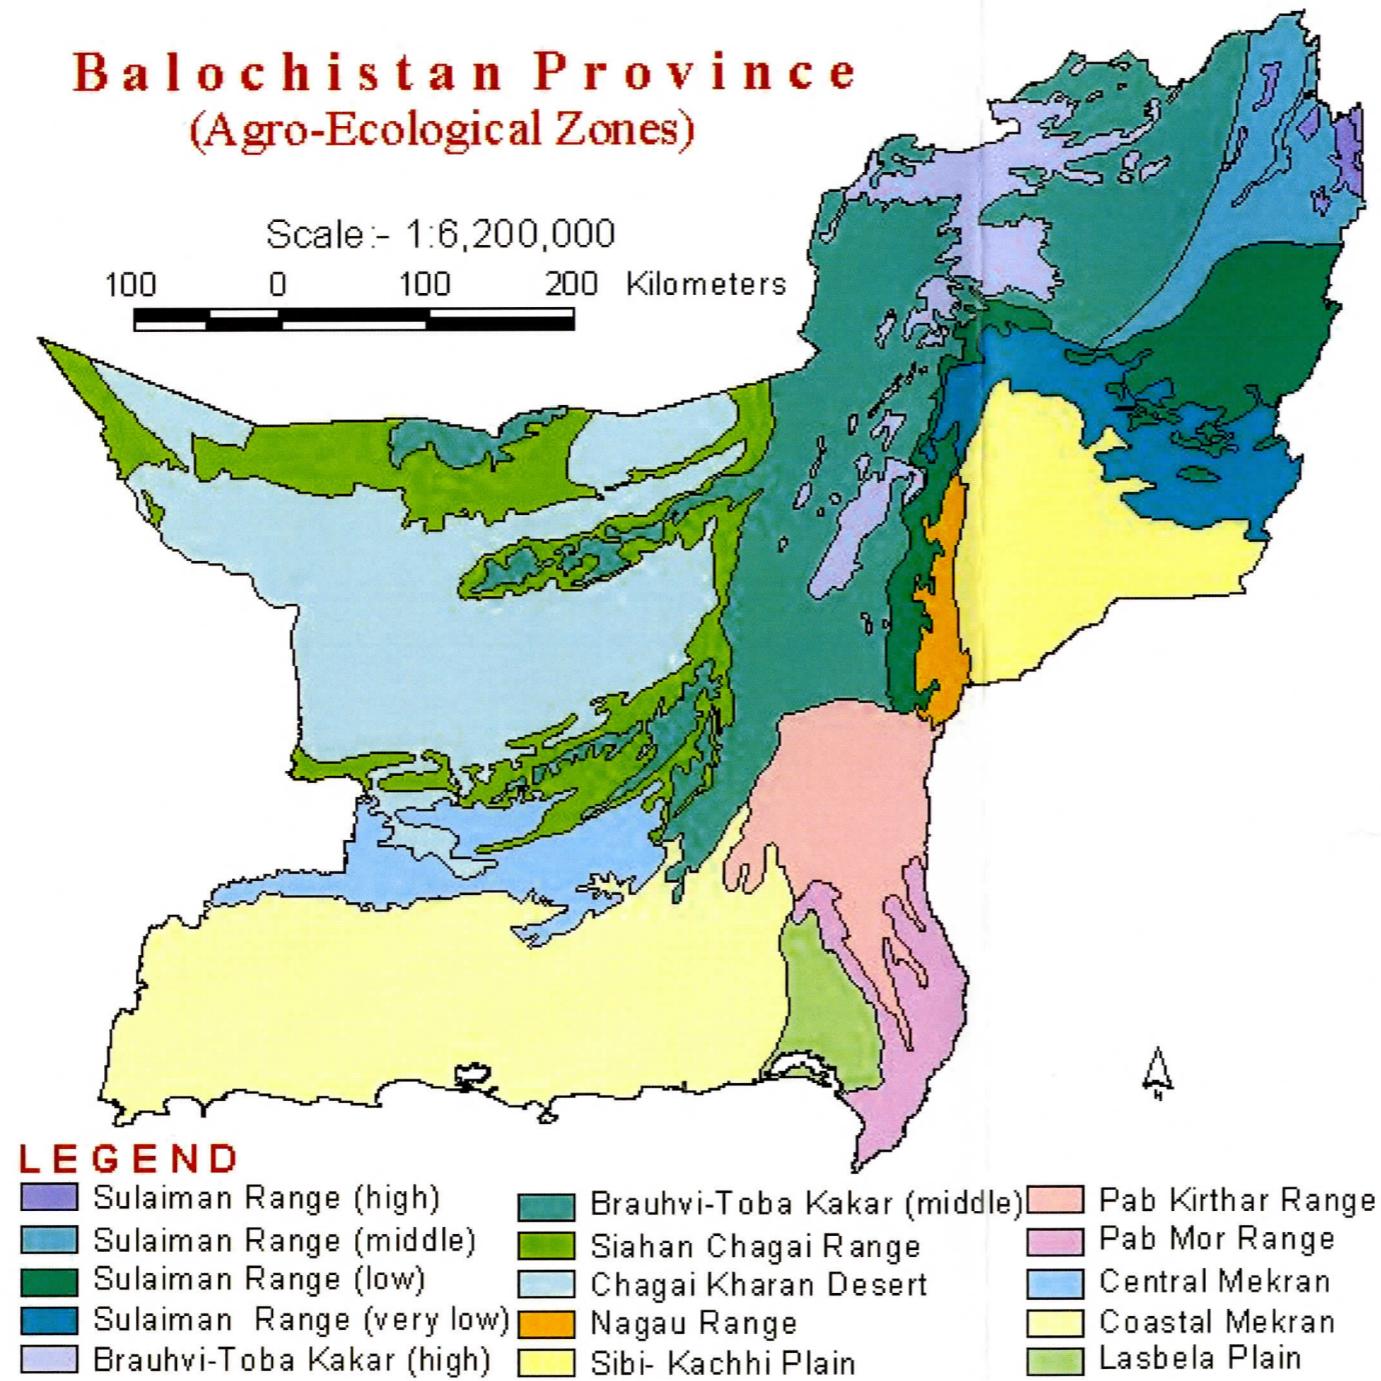 Balochistan Province
(Agro-Ecological Zones)
Scale:- 1:6,200,000
100 0 100 200 Kilometers
N
LEGEND
Sulaiman Range (high)
Sulaiman Range (middle)
Sulaiman Range (low)
Sulaiman Range (very low)
Brauhvi-Toba Kakar (high)
Brauhvi-Toba Kakar (middle)
Siahan Chagai Range
Chagai Kharan Desert
Nagau Range
Sibi- Kachhi Plain
Pab Kirthar Range
Pab Mor Range
Central Mekran
Coastal Mekran
Lasbela Plain